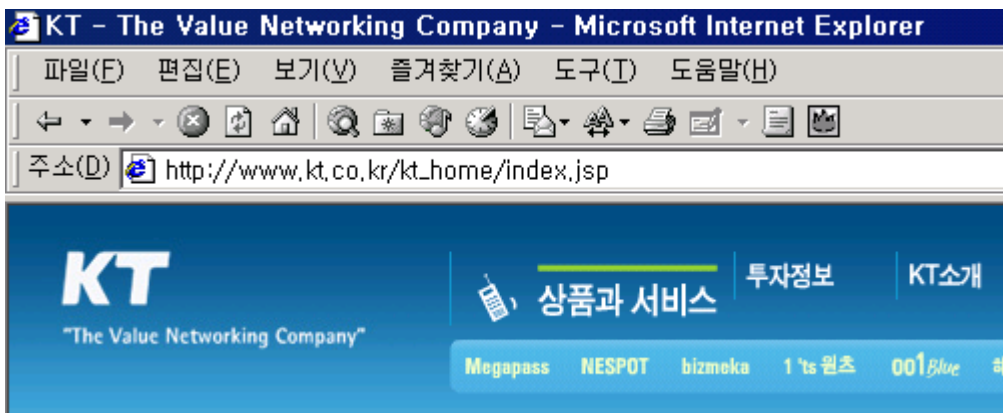 KT - The Value Networking Company - Microsoft Internet Explorer
파일(F) 편집(E) 보기(V) 즐겨찾기(A) 도구(T) 도움말(H)
주소(D) http://www.kt.co.kr/kt_home/index.jsp
KT
"The Value Networking Company"
상품과 서비스 투자정보 KT소개
Megapass NESPOT bizmeka 1'ts 원츠 001Blue